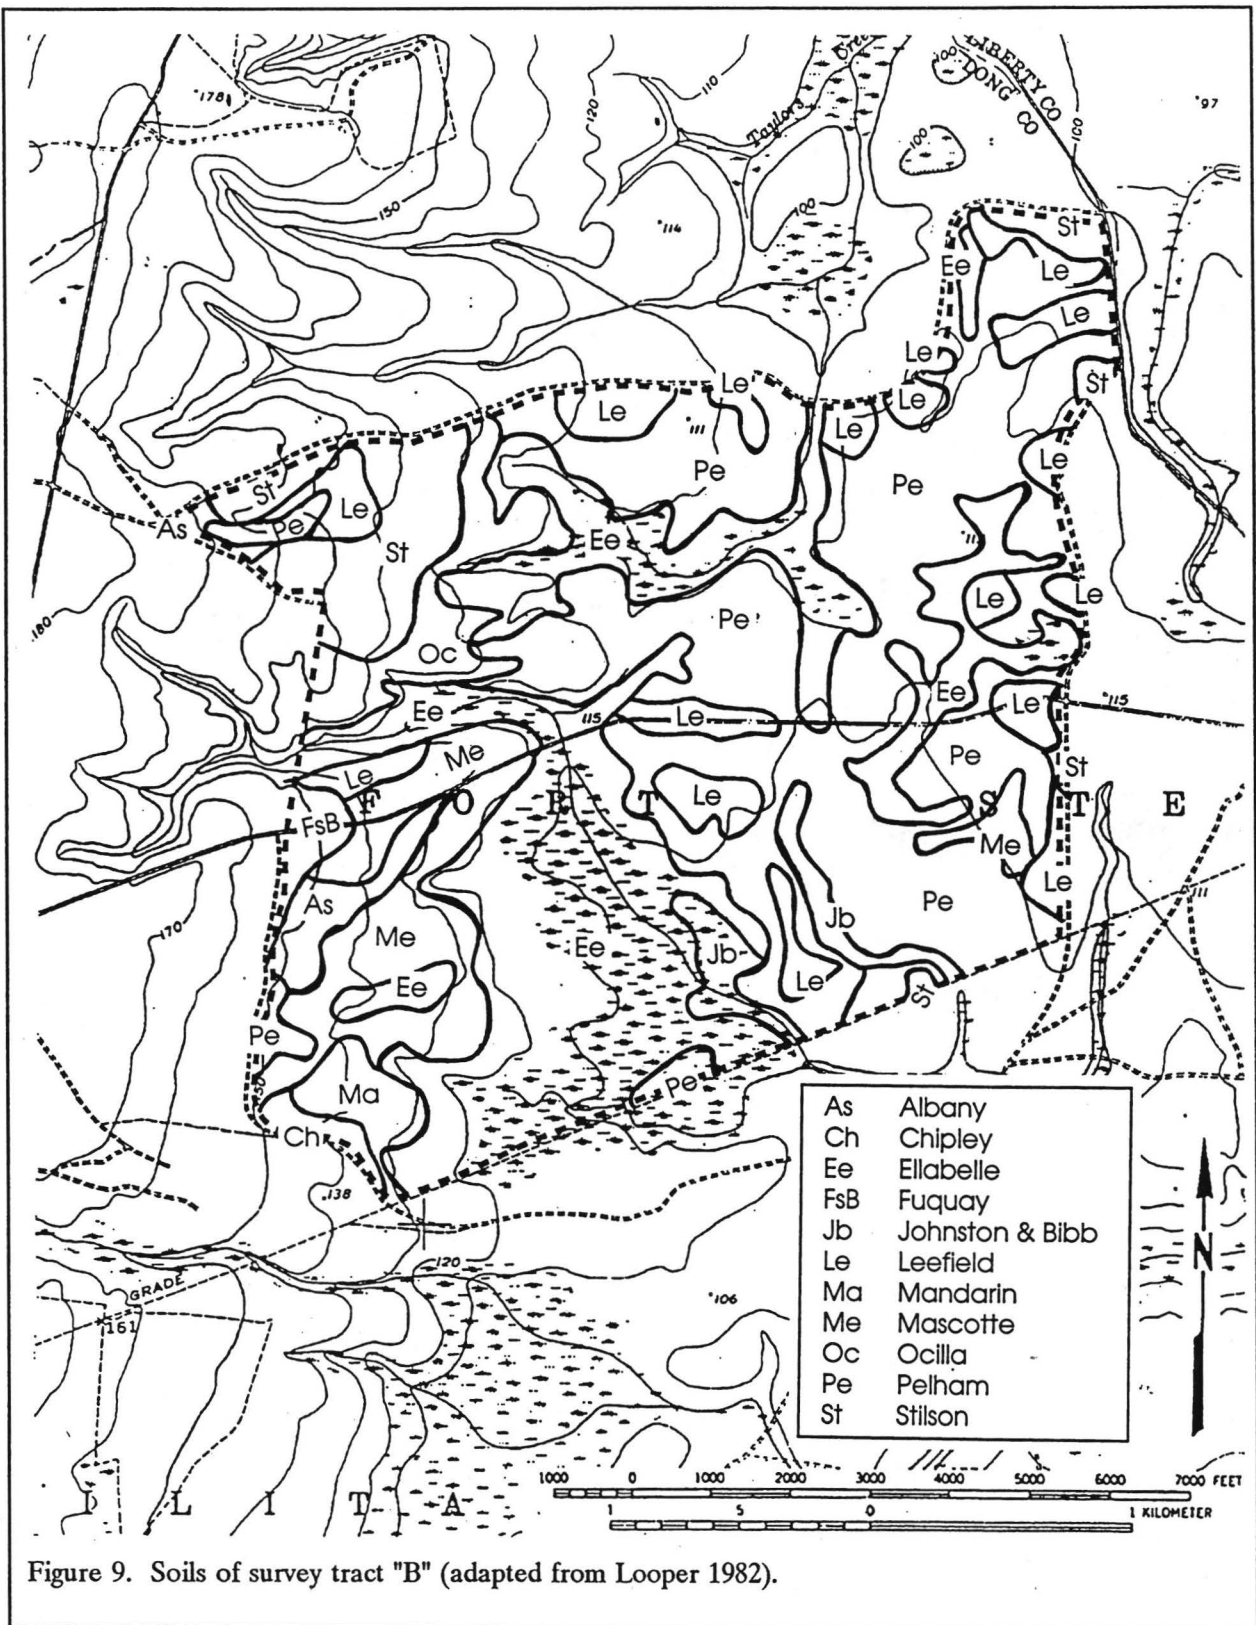 Creek
LIBERTY CO
LONG CO
100
178
110
120
100
97
Taylors
100
150
114
100
St
Ee
Le
Le
Le
Le
St
Le
Le
Le
111
Le
Pe
Le
Pe
St
Le
As
Pe
St
Ee
Le
Le
180
Pe
Oc
Ee
Ee
Le
115
115
Le
Me
Pe
St
Le
Le
F O R T S T E
FsB
Me
Le
As
Pe
Me
Jb
170
Ee
Jb
Le
Ee
St
111
Pe
Pe
150
Ma
Ch
138
120
GRADE
161
106
As Albany
Ch Chipley
Ee Ellabelle
FsB Fuquay
Jb Johnston & Bibb
Le Leefield
Ma Mandarin
Me Mascotte
Oc Ocilla
Pe Pelham
St Stilson
N
1000 0 1000 2000 3000 4000 5000 6000 7000 FEET
1 5 0 1 KILOMETER
I L I T A
Figure 9. Soils of survey tract "B" (adapted from Looper 1982).